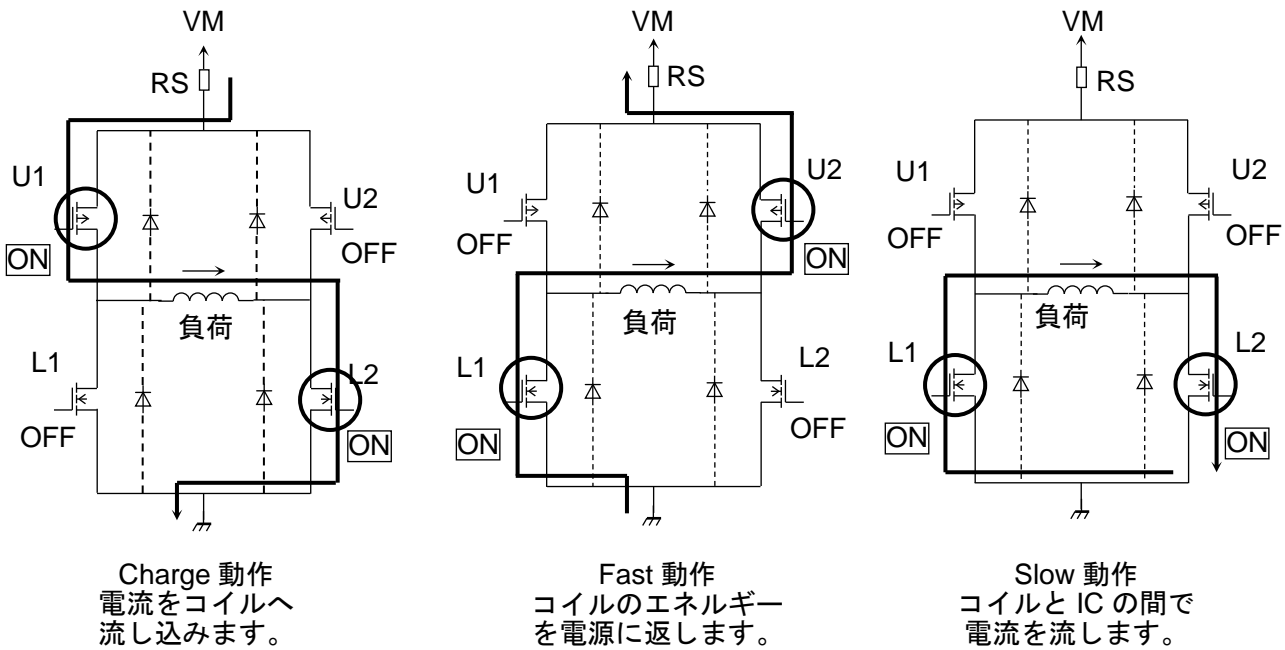 VM
RS
U1
U2
ON
OFF
負荷
L1
L2
OFF
ON
Charge 動作
電流をコイルへ
流し込みます。
VM
RS
U1
U2
OFF
ON
負荷
L1
L2
ON
OFF
Fast 動作
コイルのエネルギー
を電源に返します。
VM
RS
U1
U2
OFF
OFF
負荷
L1
L2
ON
ON
Slow 動作
コイルと IC の間で
電流を流します。